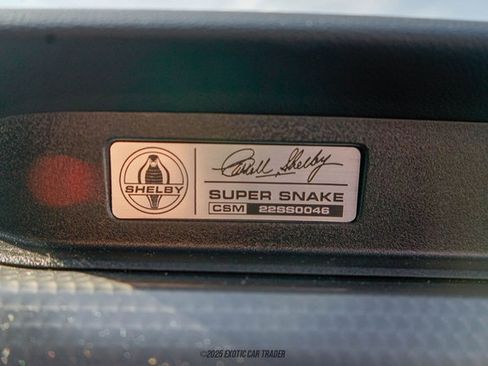 SHELBY
Carroll Shelby
SUPER SNAKE
CSM 22SS0046
©2025 EXOTIC CAR TRADER